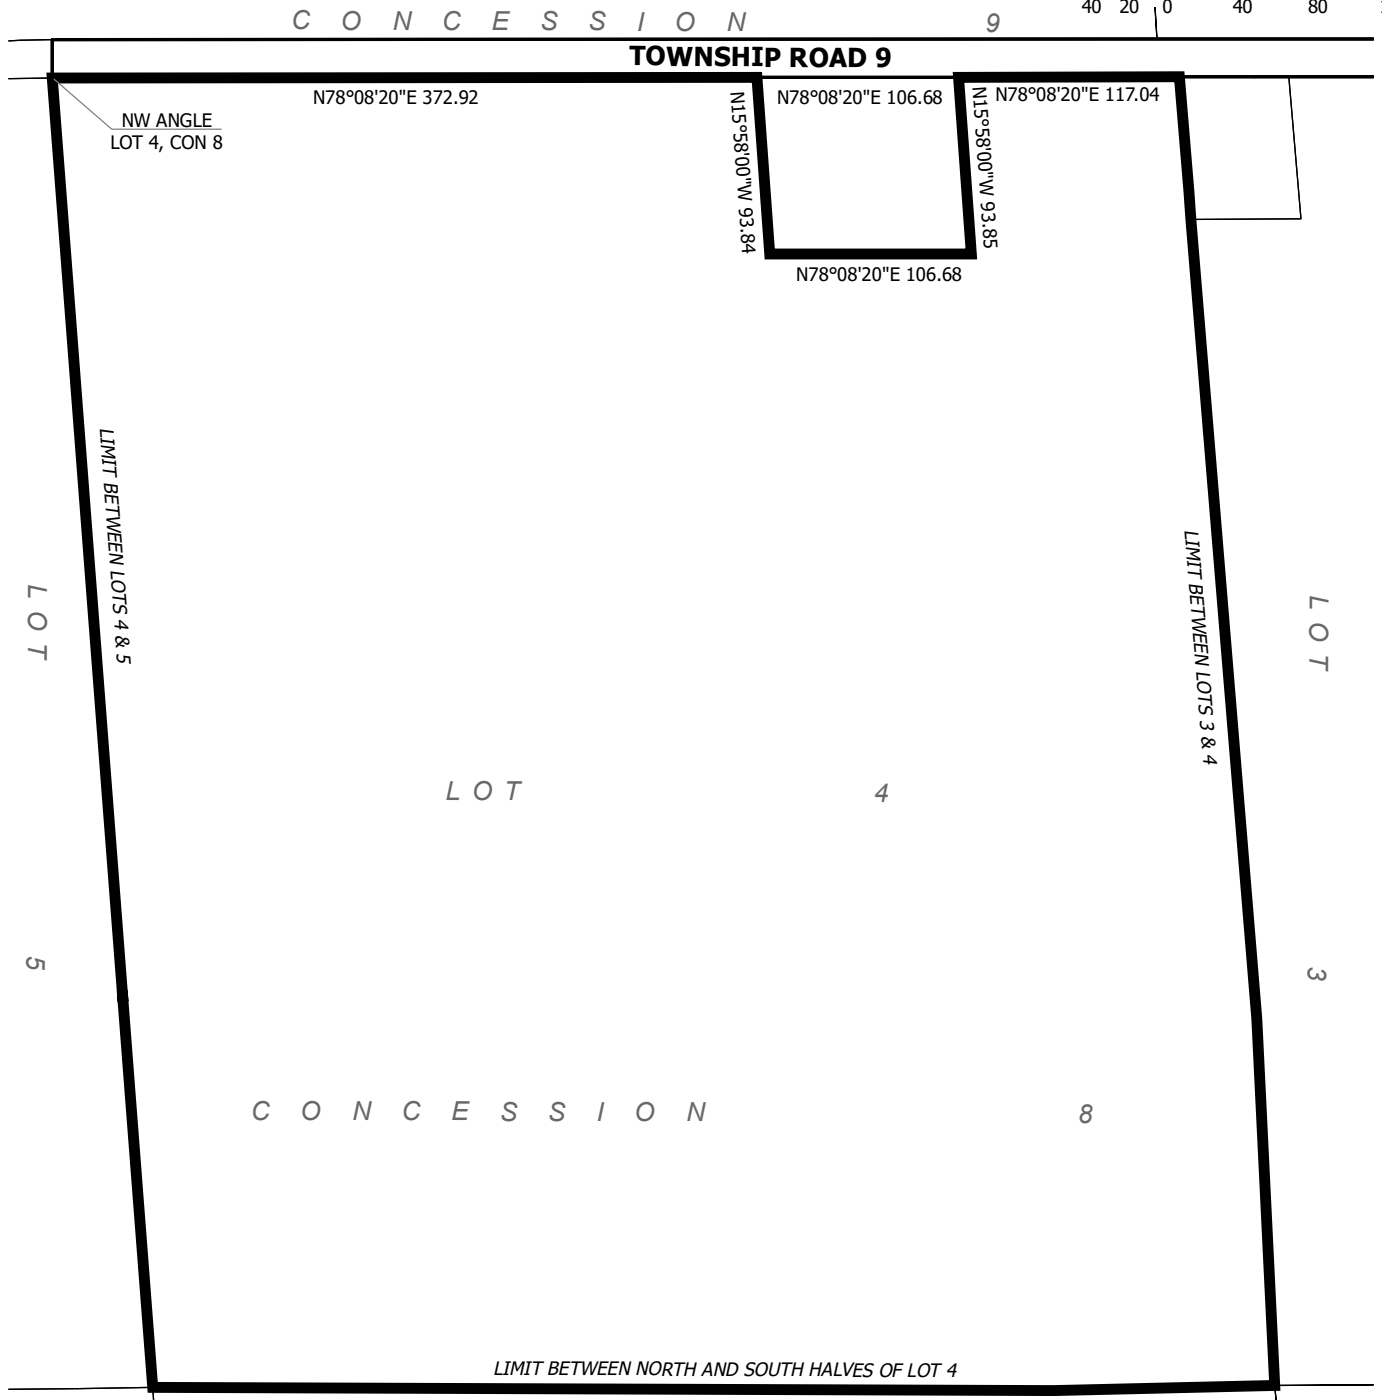 C O N C E S S I O N 9
40 20 0 40 80
TOWNSHIP ROAD 9
N78°08'20"E 372.92
N78°08'20"E 106.68
N78°08'20"E 117.04
NW ANGLE
LOT 4, CON 8
N15°58'00"W 93.84
N15°58'00"W 93.85
N78°08'20"E 106.68
LIMIT BETWEEN LOTS 4 & 5
LIMIT BETWEEN LOTS 3 & 4
L O T
5
L O T
3
L O T 4
C O N C E S S I O N 8
LIMIT BETWEEN NORTH AND SOUTH HALVES OF LOT 4